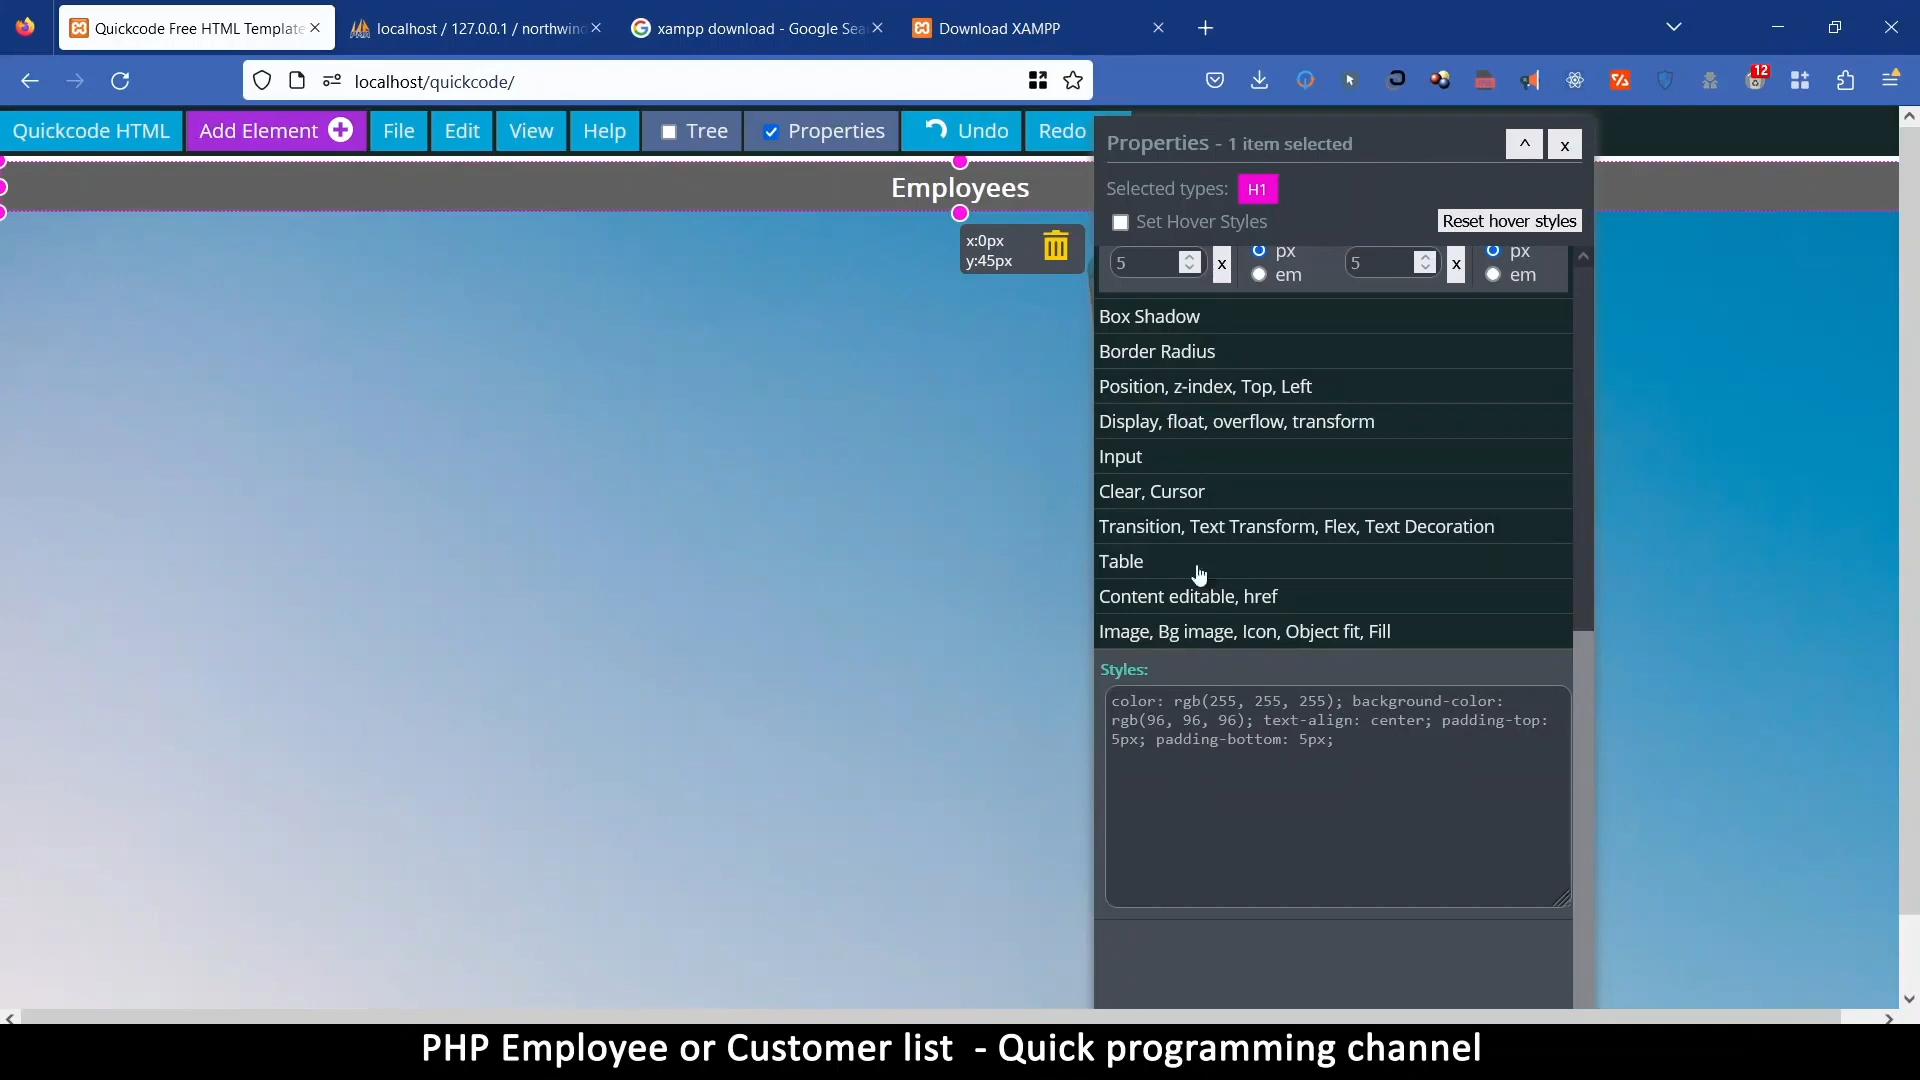 Quickcode Free HTML Template
localhost / 127.0.0.1 / northwind
xampp download - Google Sea
Download XAMPP
localhost/quickcode/
12
Quickcode HTML
Add Element
File
Edit
View
Help
Tree
Properties
Undo
Redo
Properties - 1 item selected
^
x
Employees
Selected types: H1
Set Hover Styles
Reset hover styles
x:0px
y:45px
5
x
px
em
5
x
px
em
Box Shadow
Border Radius
Position, z-index, Top, Left
Display, float, overflow, transform
Input
Clear, Cursor
Transition, Text Transform, Flex, Text Decoration
Table
Content editable, href
Image, Bg image, Icon, Object fit, Fill
Styles:
color: rgb(255, 255, 255); background-color:
rgb(96, 96, 96); text-align: center; padding-top:
5px; padding-bottom: 5px;
PHP Employee or Customer list - Quick programming channel